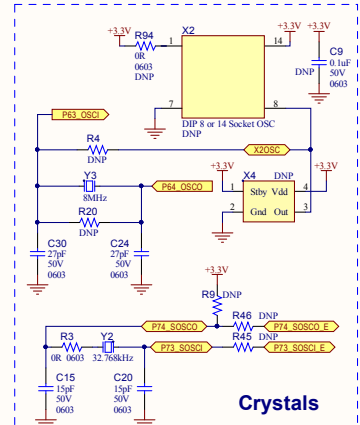 +3.3V
R94
0R
0603
DNP
X2
1
14
7
8
DIP 8 or 14 Socket OSC
DNP
+3.3V
+3.3V
C9
DNP
0.1uF
50V
0603
P63_OSCI
R4
DNP
X2OSC
Y3
8MHz
P64_OSCO
R20
DNP
C30
27pF
50V
0603
C24
27pF
50V
0603
+3.3V
X4
DNP
+3.3V
1
Stby Vdd
4
2
Gnd Out
3
+3.3V
R9
DNP
P74_SOSCO
R46
DNP
P74_SOSCO_E
R3
0R 0603
Y2
32.768kHz
P73_SOSCI
R45
DNP
P73_SOSCI_E
C15
15pF
50V
0603
C20
15pF
50V
0603
Crystals